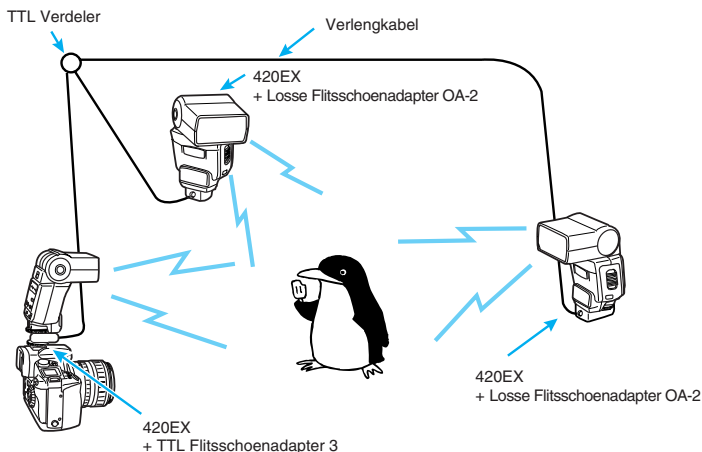 TTL Verdeler
Verlengkabel
420EX
+ Losse Flitsschoenadapter OA-2
420EX
+ Losse Flitsschoenadapter OA-2
420EX
+ TTL Flitsschoenadapter 3